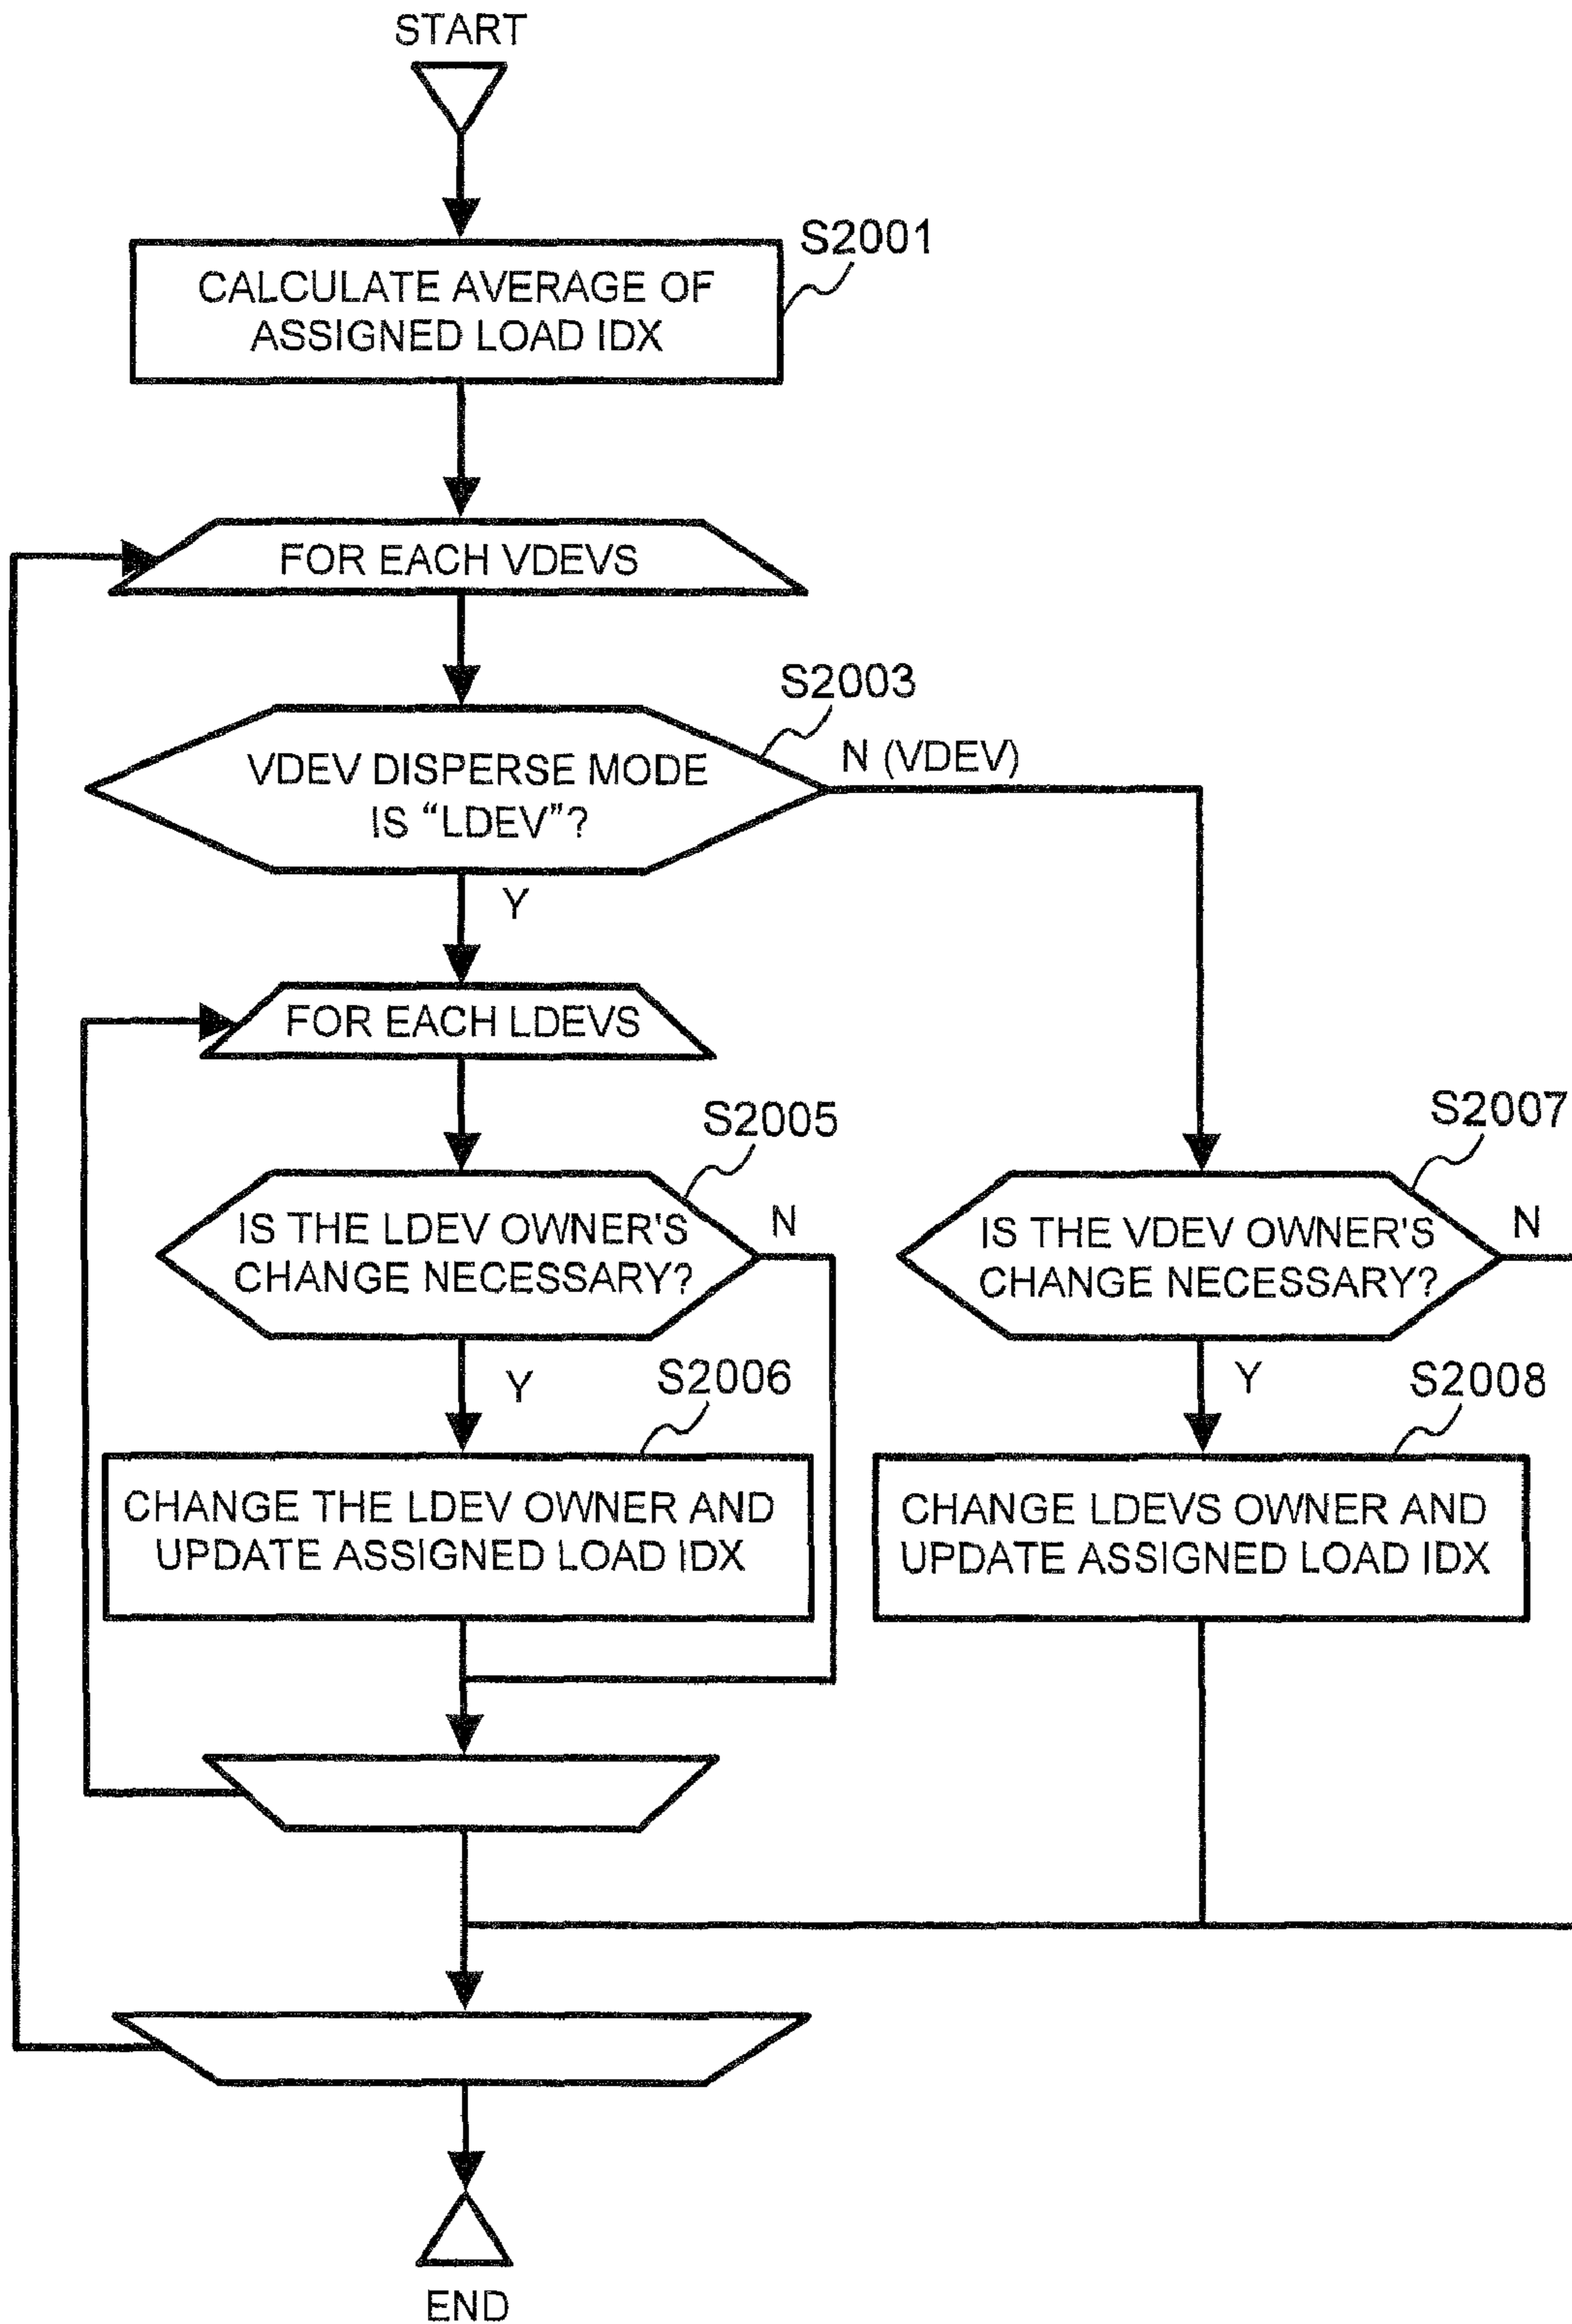 START
S2001
CALCULATE AVERAGE OF
ASSIGNED LOAD IDX
FOR EACH VDEVS
S2003
VDEV DISPERSE MODE
IS “LDEV”?
N (VDEV)
Y
FOR EACH LDEVS
S2005
IS THE LDEV OWNER'S
CHANGE NECESSARY?
N
Y
S2006
CHANGE THE LDEV OWNER AND
UPDATE ASSIGNED LOAD IDX
S2007
IS THE VDEV OWNER'S
CHANGE NECESSARY?
N
Y
S2008
CHANGE LDEVS OWNER AND
UPDATE ASSIGNED LOAD IDX
END